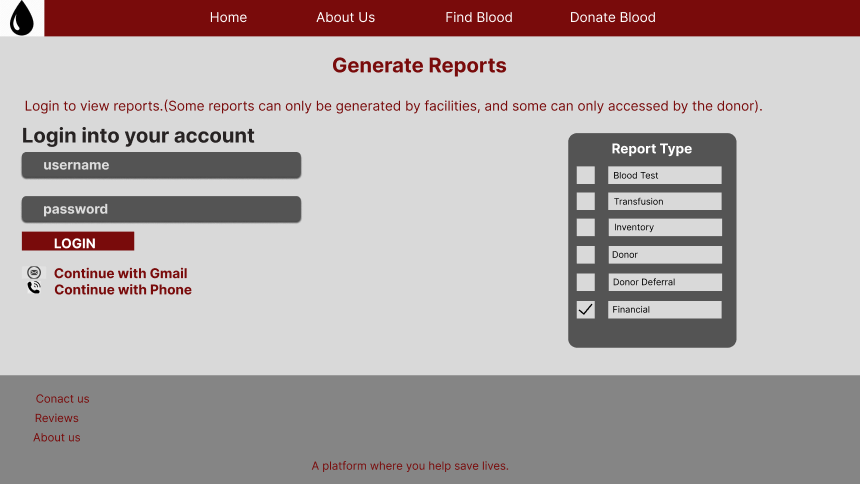 Home About Us Find Blood Donate Blood
Generate Reports
Login to view reports.(Some reports can only be generated by facilities, and some can only accessed by the donor).
Login into your account
username
password
LOGIN
Continue with Gmail
Continue with Phone
Report Type
Blood Test
Transfusion
Inventory
Donor
Donor Deferral
Financial
Conact us
Reviews
About us
A platform where you help save lives.